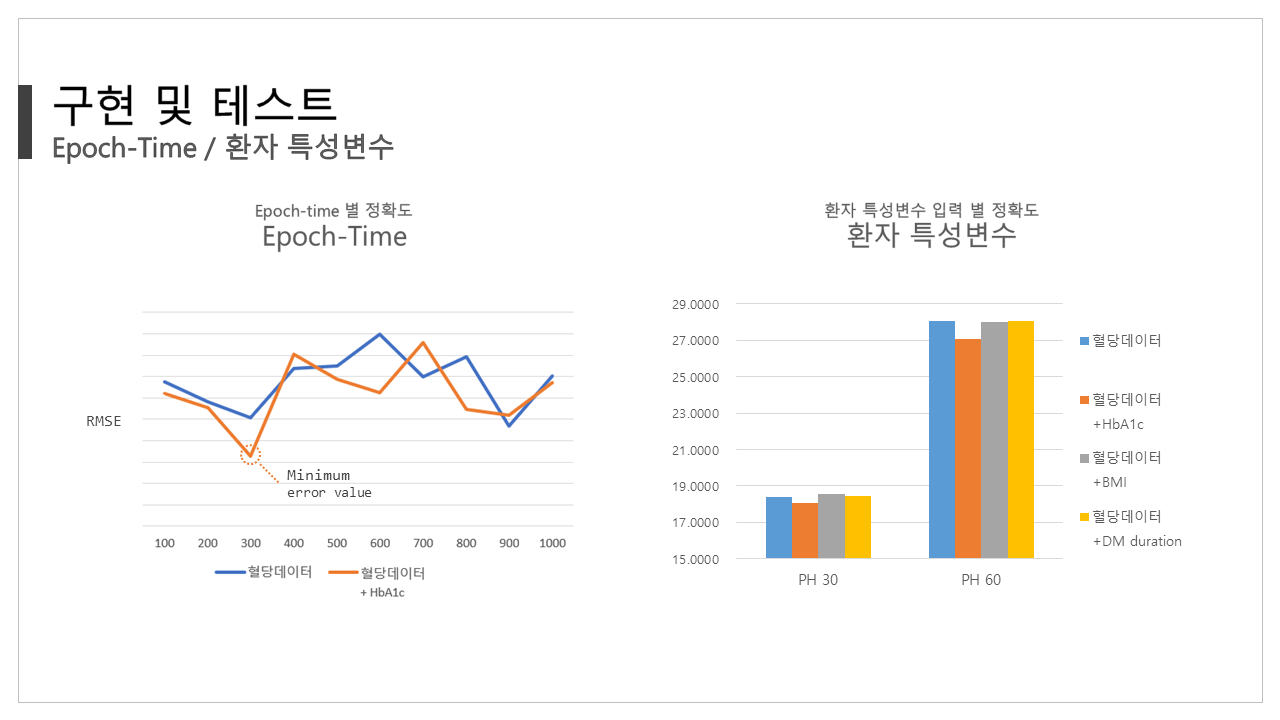 구현 및 테스트
Epoch-Time / 환자 특성변수
Epoch-time 별 정확도
Epoch-Time
RMSE
Minimum
error value
100 200 300 400 500 600 700 800 900 1000
혈당데이터 혈당데이터
+ HbA1c
환자 특성변수 입력 별 정확도
환자 특성변수
29.0000
27.0000
25.0000
23.0000
21.0000
19.0000
17.0000
15.0000
PH 30 PH 60
혈당데이터
혈당데이터
+HbA1c
혈당데이터
+BMI
혈당데이터
+DM duration